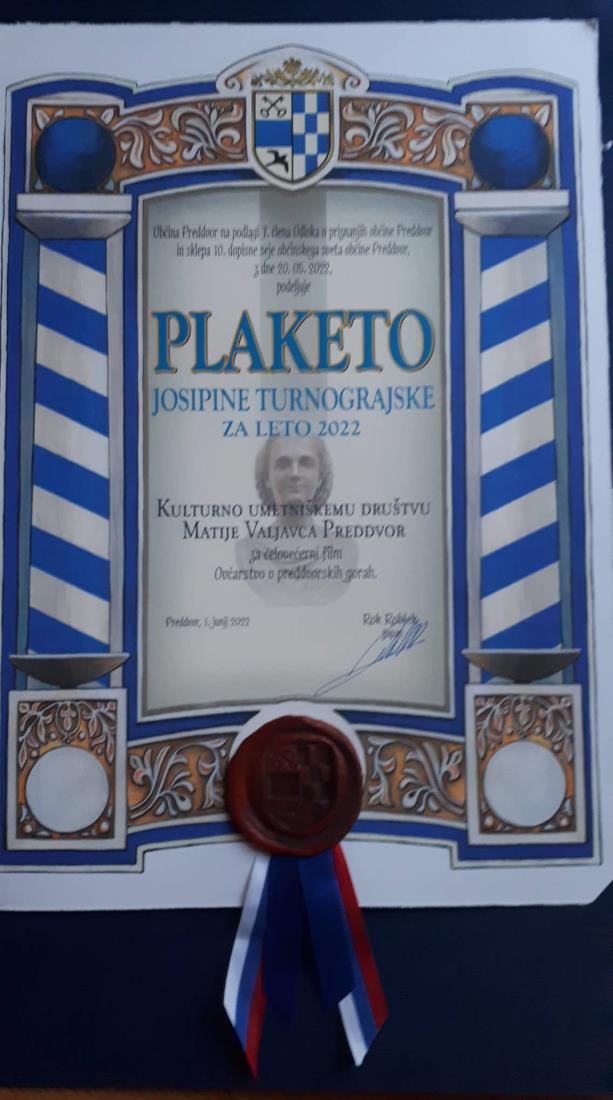 Občina Preddvor na podlagi 7. člena Odloka o priznanjih občine Preddvor
in sklepa 10. dopisne seje občinskega sveta občine Preddvor,
z dne 20. 05. 2022,
podeljuje
PLAKETO
JOSIPINE TURNOGRAJSKE
ZA LETO 2022
KULTURNO UMETNIŠKEMU DRUŠTVU
MATIJE VALJAVCA PREDDVOR
za celovečerni film
Ovčarstvo v preddvorskih gorah.
Preddvor, 1. junij 2022
Rok Roblek
župan